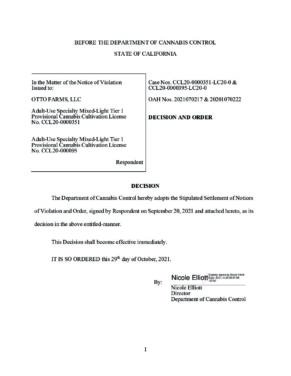 BEFORE THE DEPARTMENT OF CANNABIS CONTROL
STATE OF CALIFORNIA
In the Matter of the Notice of Violation
Issued to:
OTTO FARMS, LLC
Adult-Use Specialty Mixed-Light Tier 1
Provisional Cannabis Cultivation License
No. CCL20-0000351
Adult-Use Specialty Mixed-Light Tier 1
Provisional Cannabis Cultivation License
No. CCL20-000095
Respondent
Case Nos. CCL20-0000351-LC20-0 &
CCL20-0000395-LC20-0
OAH Nos. 2021070217 & 20201070222
DECISION AND ORDER
DECISION
The Department of Cannabis Control hereby adopts the Stipulated Settlement of Notices
of Violation and Order, signed by Respondent on September 20, 2021 and attached hereto, as its
decision in the above entitled-manner.
This Decision shall become effective immediately.
IT IS SO ORDERED this 29th day of October, 2021.
By:
Nicole Elliott
Nicole Elliott
Director
Department of Cannabis Control
1